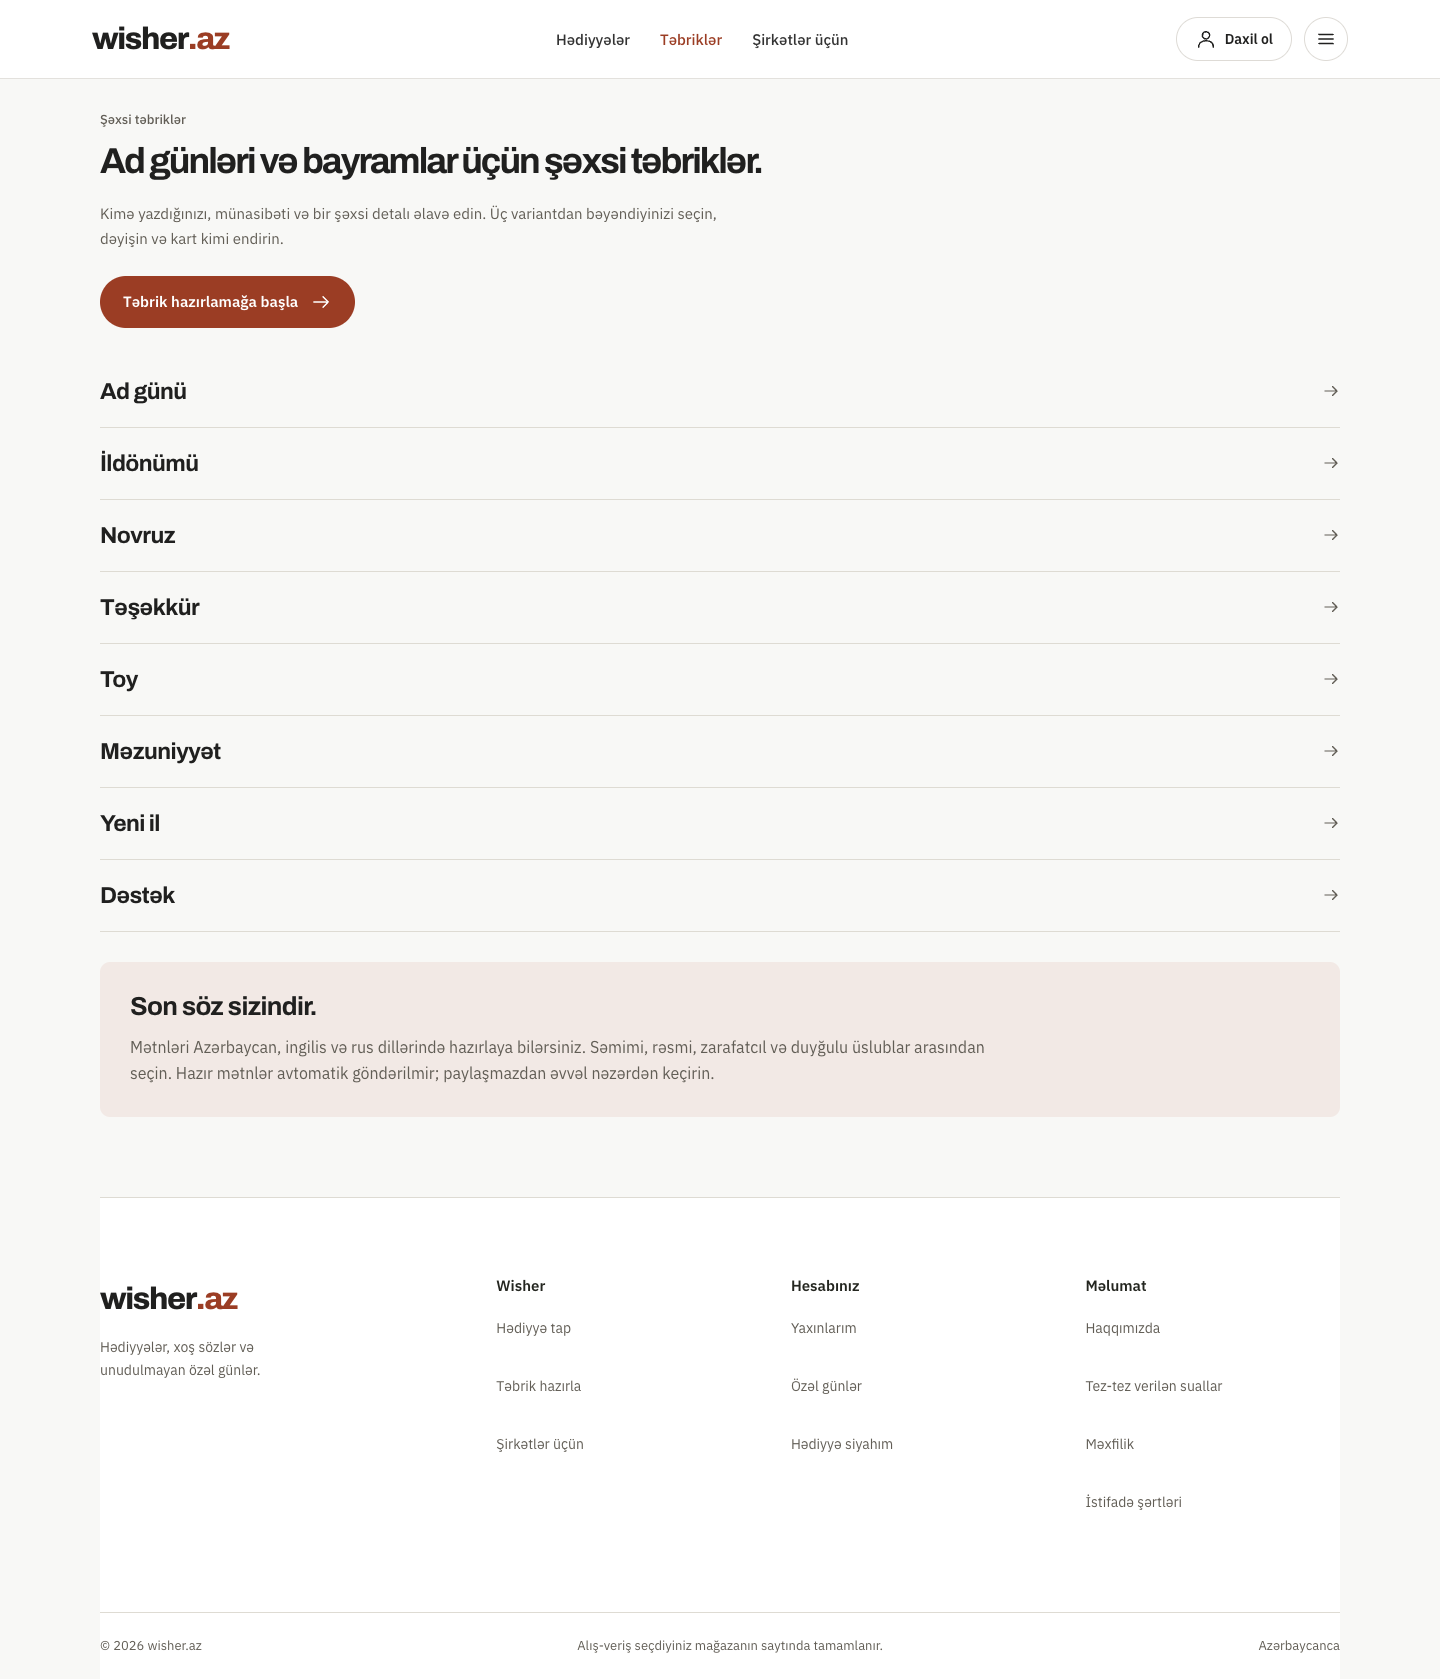 wisher.az
Hədiyyələr
Təbriklər
Şirkətlər üçün
Daxil ol
Şəxsi təbriklər
Ad günləri və bayramlar üçün şəxsi təbriklər.
Kimə yazdığınızı, münasibəti və bir şəxsi detalı əlavə edin. Üç variantdan bəyəndiyinizi seçin,
dəyişin və kart kimi endirin.
Təbrik hazırlamağa başla
Ad günü
İldönümü
Novruz
Təşəkkür
Toy
Məzuniyyət
Yeni il
Dəstək
Son söz sizindir.
Mətnləri Azərbaycan, ingilis və rus dillərində hazırlaya bilərsiniz. Səmimi, rəsmi, zarafatcıl və duyğulu üslublar arasından
seçin. Hazır mətnlər avtomatik göndərilmir; paylaşmazdan əvvəl nəzərdən keçirin.
wisher.az
Hədiyyələr, xoş sözlər və
unudulmayan özəl günlər.
Wisher
Hədiyyə tap
Təbrik hazırla
Şirkətlər üçün
Hesabınız
Yaxınlarım
Özəl günlər
Hədiyyə siyahım
Məlumat
Haqqımızda
Tez-tez verilən suallar
Məxfilik
İstifadə şərtləri
© 2026 wisher.az
Alış-veriş seçdiyiniz mağazanın saytında tamamlanır.
Azərbaycanca